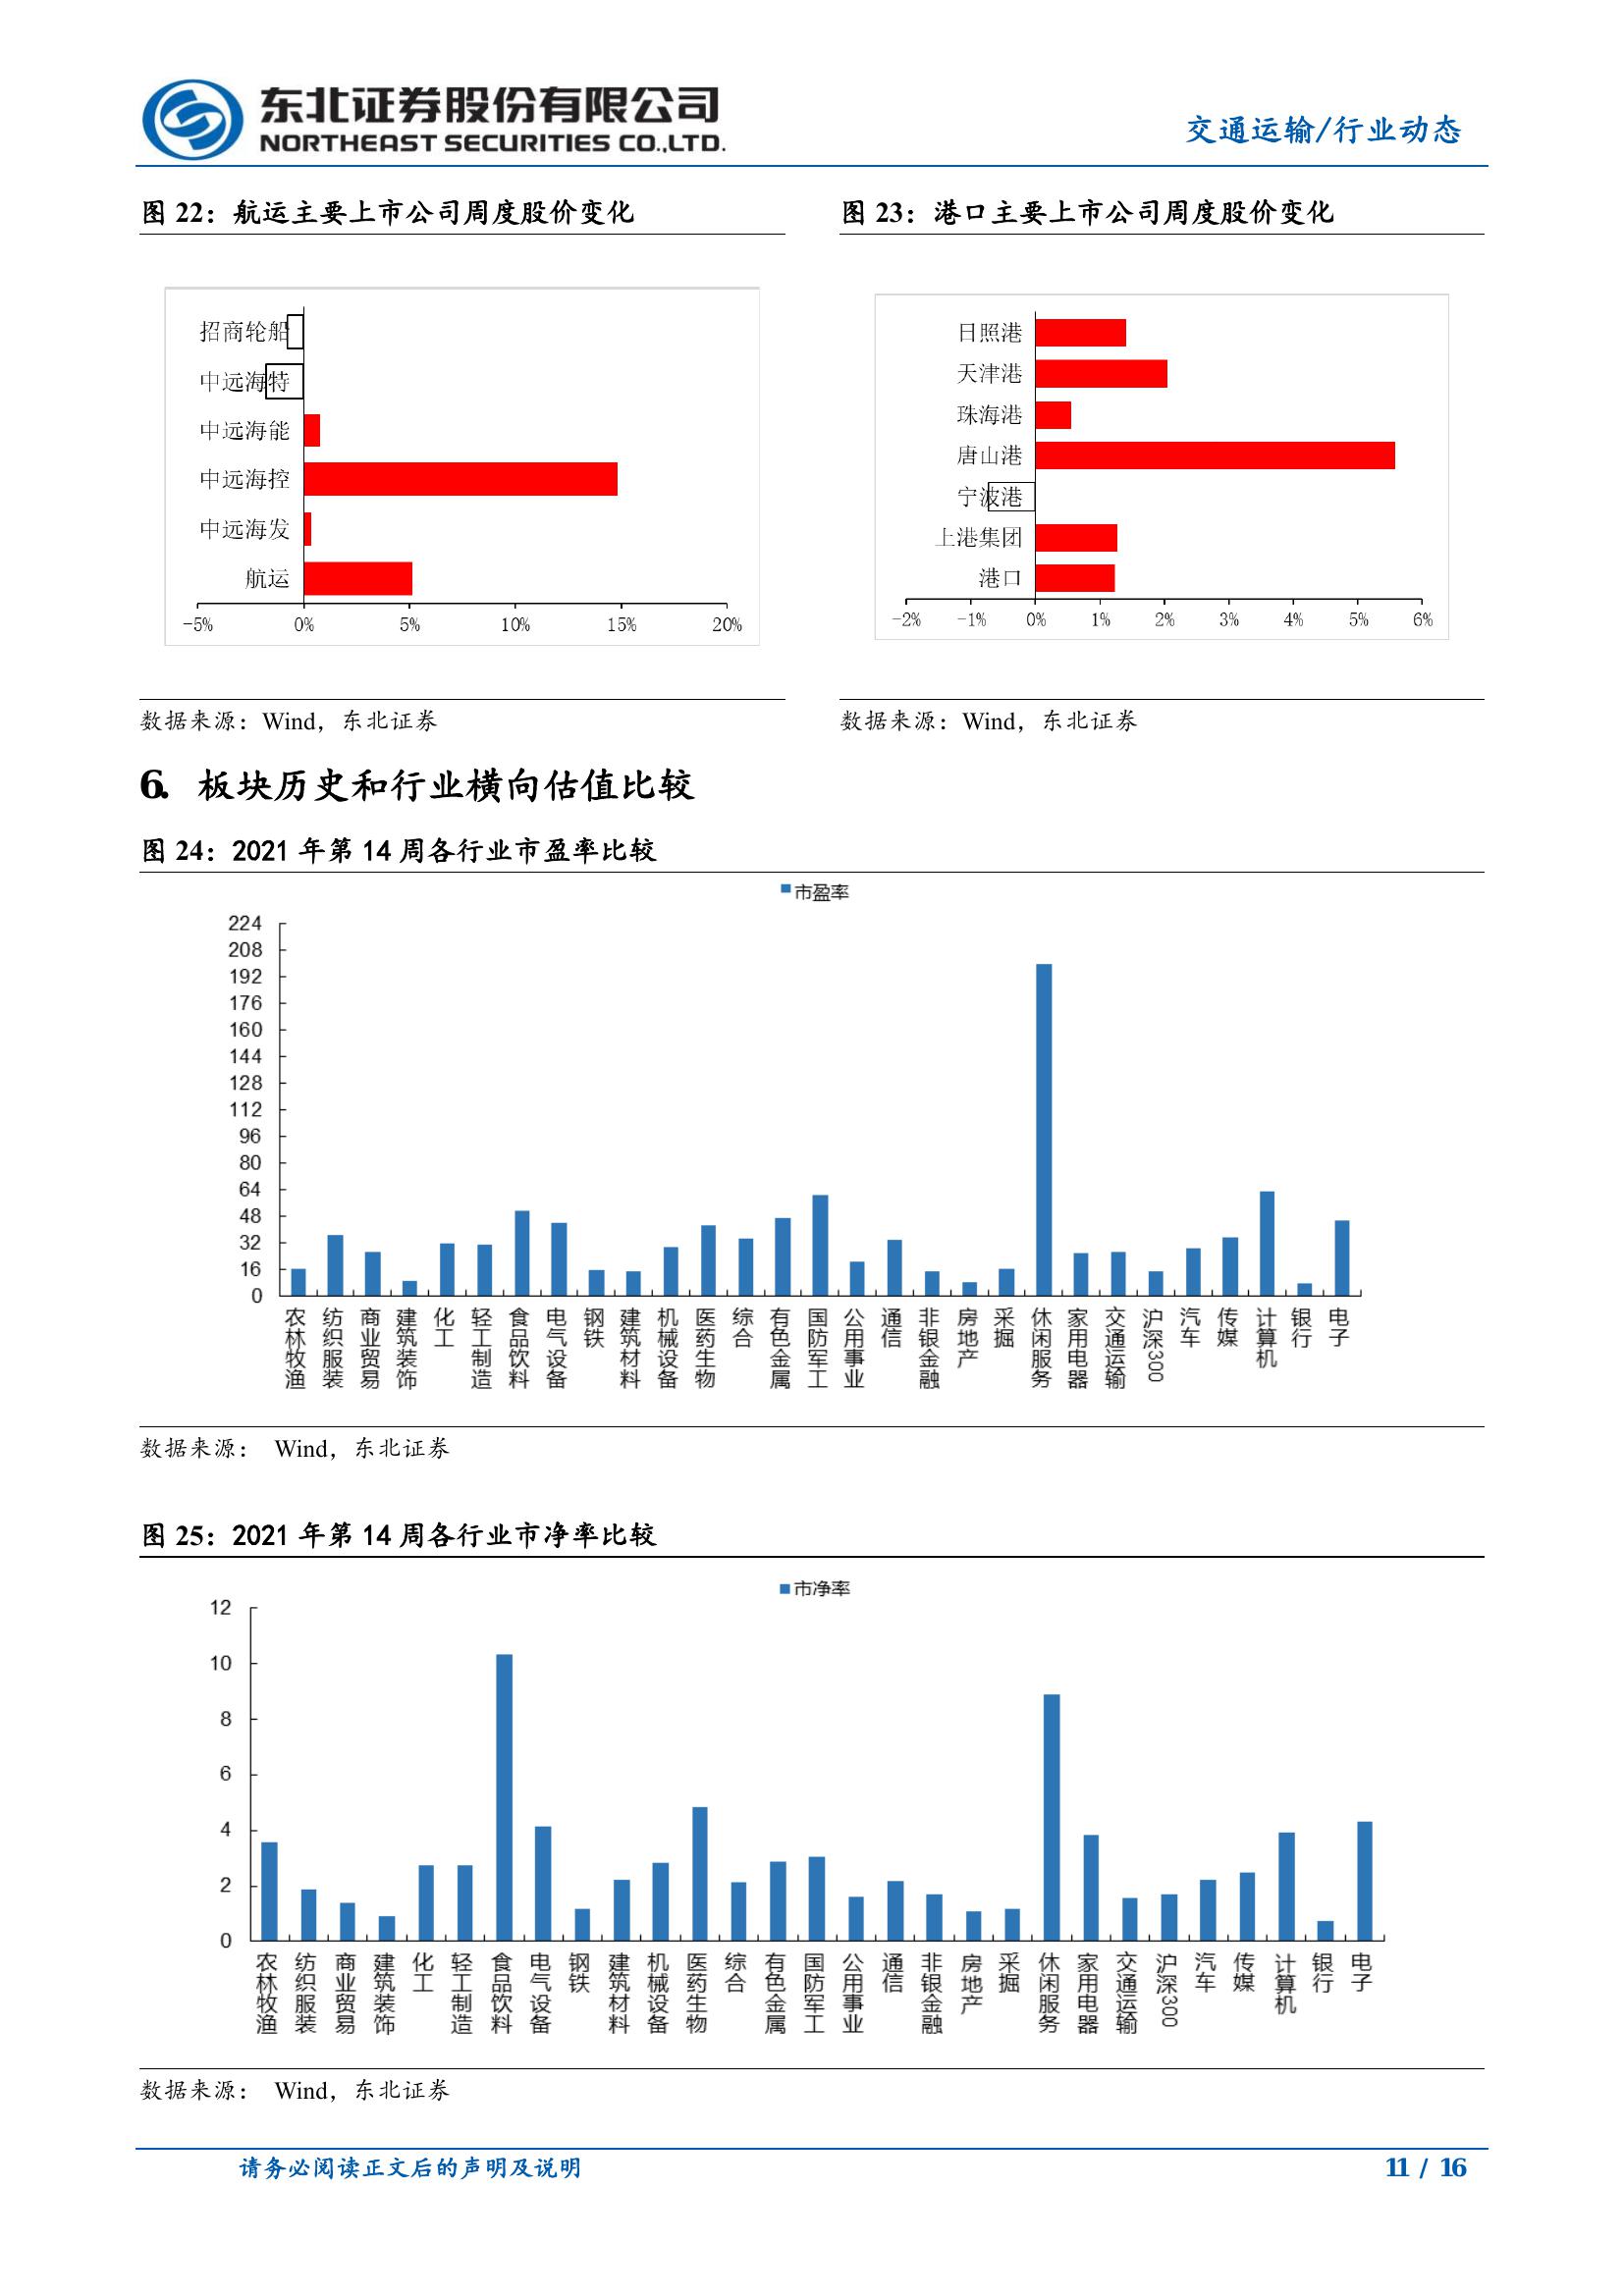 东北证券股份有限公司
NORTHEAST SECURITIES CO.,LTD.
交通运输/行业动态
图 22：航运主要上市公司周度股价变化
招商轮船
中远海特
中远海能
中远海控
中远海发
航运
-5% 0% 5% 10% 15% 20%
数据来源：Wind，东北证券
图 23：港口主要上市公司周度股价变化
日照港
天津港
珠海港
唐山港
宁波港
上港集团
港口
-2% -1% 0% 1% 2% 3% 4% 5% 6%
数据来源：Wind，东北证券
6. 板块历史和行业横向估值比较
图 24：2021 年第 14 周各行业市盈率比较
市盈率
224
208
192
176
160
144
128
112
96
80
64
48
32
16
0
农林牧渔
纺织服装
商业贸易
建筑装饰
化工
轻工制造
食品饮料
电气设备
钢铁
建筑材料
机械设备
医药生物
综合
有色金属
国防军工
公用事业
通信
非银金融
房地产
采掘
休闲服务
家用电器
交通运输
沪深300
汽车
传媒
计算机
银行
电子
数据来源： Wind，东北证券
图 25：2021 年第 14 周各行业市净率比较
市净率
12
10
8
6
4
2
0
农林牧渔
纺织服装
商业贸易
建筑装饰
化工
轻工制造
食品饮料
电气设备
钢铁
建筑材料
机械设备
医药生物
综合
有色金属
国防军工
公用事业
通信
非银金融
房地产
采掘
休闲服务
家用电器
交通运输
沪深300
汽车
传媒
计算机
银行
电子
数据来源： Wind，东北证券
请务必阅读正文后的声明及说明
11 / 16